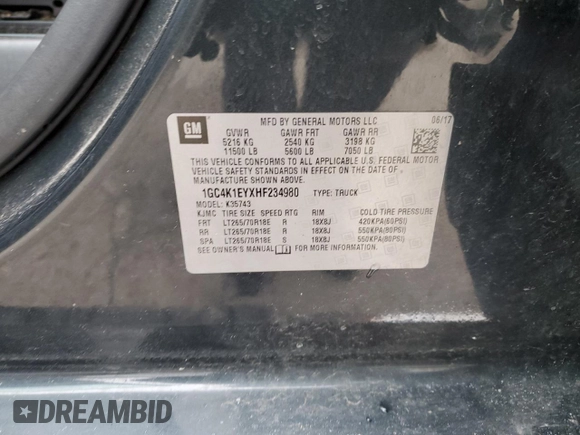 GM
MFD BY GENERAL MOTORS LLC
06/17
GVWR GAWR FRT GAWR RR
5216 KG 2540 KG 3198 KG
11500 LB 5600 LB 7050 LB
THIS VEHICLE CONFORMS TO ALL APPLICABLE U.S. FEDERAL MOTOR
VEHICLE SAFETY STANDARDS IN EFFECT ON THE DATE OF
MANUFACTURE SHOWN ABOVE.
1GC4K1EYXHF234980 TYPE: TRUCK
MODEL: K35743
KJMC TIRE SIZE SPEED RTG RIM COLD TIRE PRESSURE
FRT LT265/70R18E R 18X8J 420KPA(60PSI)
RR LT265/70R18E R 18X8J 550KPA(80PSI)
SPA LT265/70R18E S 18X8J 550KPA(80PSI)
SEE OWNER'S MANUAL FOR MORE INFORMATION.
DREAMBID